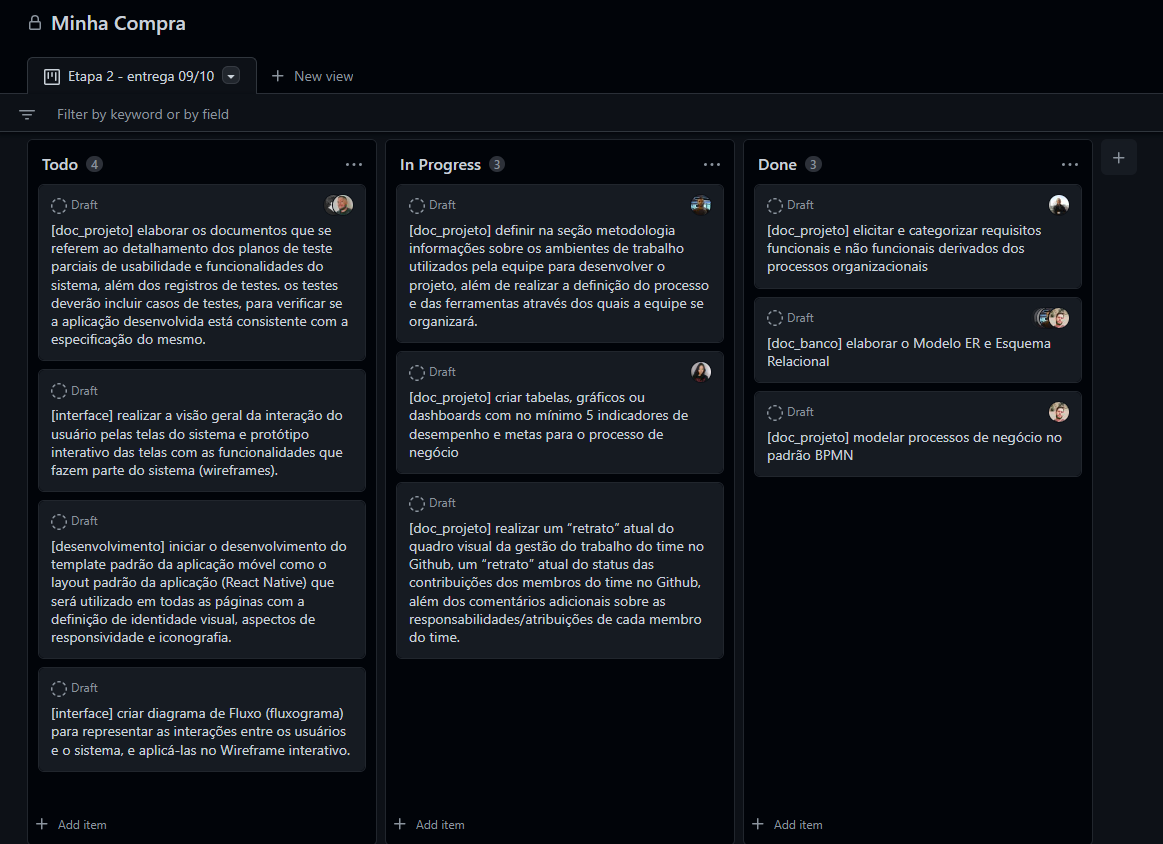 Minha Compra
Etapa 2 - entrega 09/10
New view
Filter by keyword or by field
Todo 4
Draft
[doc_projeto] elaborar os documentos que se
referem ao detalhamento dos planos de teste
parciais de usabilidade e funcionalidades do
sistema, além dos registros de testes. os testes
deverão incluir casos de testes, para verificar se
a aplicação desenvolvida está consistente com a
especificação do mesmo.
Draft
[interface] realizar a visão geral da interação do
usuário pelas telas do sistema e protótipo
interativo das telas com as funcionalidades que
fazem parte do sistema (wireframes).
Draft
[desenvolvimento] iniciar o desenvolvimento do
template padrão da aplicação móvel como o
layout padrão da aplicação (React Native) que
será utilizado em todas as páginas com a
definição de identidade visual, aspectos de
responsividade e iconografia.
Draft
[interface] criar diagrama de Fluxo (fluxograma)
para representar as interações entre os usuários
e o sistema, e aplicá-las no Wireframe interativo.
Add item
In Progress 3
Draft
[doc_projeto] definir na seção metodologia
informações sobre os ambientes de trabalho
utilizados pela equipe para desenvolver o
projeto, além de realizar a definição do processo
e das ferramentas através dos quais a equipe se
organizará.
Draft
[doc_projeto] criar tabelas, gráficos ou
dashboards com no mínimo 5 indicadores de
desempenho e metas para o processo de
negócio
Draft
[doc_projeto] realizar um “retrato” atual do
quadro visual da gestão do trabalho do time no
Github, um “retrato” atual do status das
contribuições dos membros do time no Github,
além dos comentários adicionais sobre as
responsabilidades/atribuições de cada membro
do time.
Add item
Done 3
Draft
[doc_projeto] elicitar e categorizar requisitos
funcionais e não funcionais derivados dos
processos organizacionais
Draft
[doc_banco] elaborar o Modelo ER e Esquema
Relacional
Draft
[doc_projeto] modelar processos de negócio no
padrão BPMN
Add item